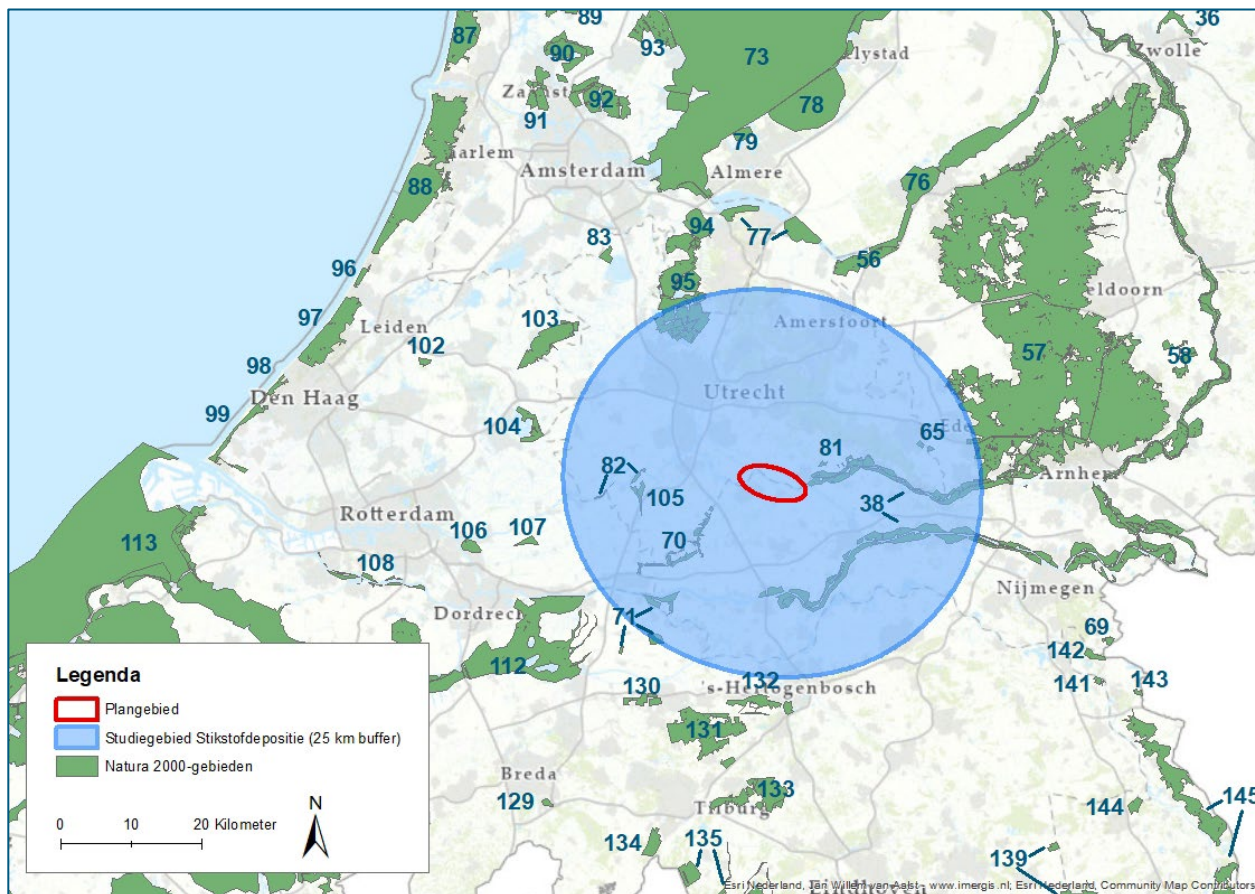 89
36
87
90
93
73
Zwolle
lystad
Zaanst
92
78
91
79
Haarlem
Amsterdam
Almere
88
76
83
94
77
56
96
95
eldoorn
97
Leiden
103
Amersfoort
102
57
58
98
Utrecht
Den Haag
99
104
Ede
65
82
81
Arnhem
105
38
Rotterdam
106
107
70
113
108
Nijmegen
Dordrec
71
69
142
112
130
132
's-Hertogenbosch
141
143
131
Breda
129
133
Tilburg
144
145
134
135
139
Eindhoven
Legenda
Plangebied
Studiegebied Stikstofdepositie (25 km buffer)
Natura 2000-gebieden
N
0 10 20 Kilometer
Esri Nederland, Jan Willem van Aalst - www.imergis.nl; Esri Nederland, Community Map Contributor